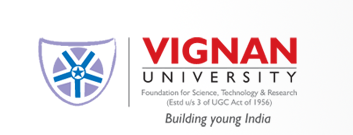 VIGNAN
UNIVERSITY
Foundation for Science, Technology & Research
(Estd u/s 3 of UGC Act of 1956)
Building young India